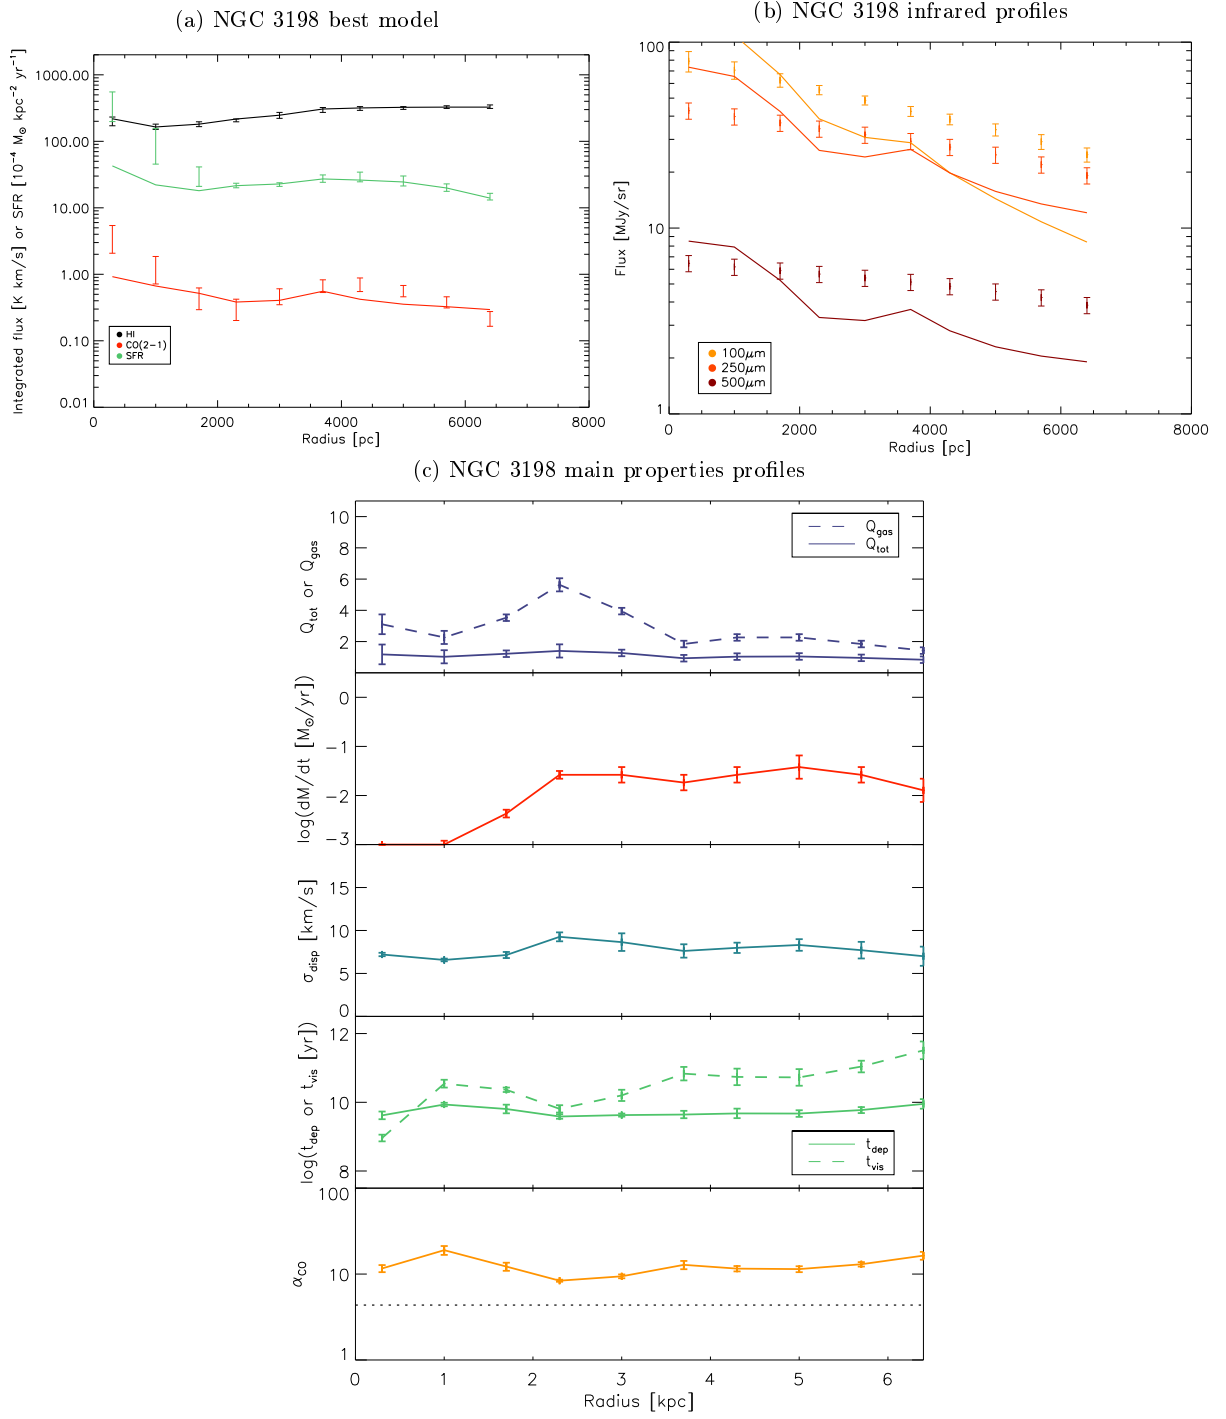 (a) NGC 3198 best model
Integrated flux [K km/s] or SFR [10⁻⁴ M⊙ kpc⁻² yr⁻¹]
1000.00
100.00
10.00
1.00
0.10
0.01
HI
CO(2−1)
SFR
0 2000 4000 6000 8000
Radius [pc]
(b) NGC 3198 infrared profiles
Flux [MJy/sr]
100
10
1
100μm
250μm
500μm
0 2000 4000 6000 8000
Radius [pc]
(c) NGC 3198 main properties profiles
Q_tot or Q_gas
10
8
6
4
2
Q_gas
Q_tot
log(dM/dt [M⊙/yr])
0
−1
−2
−3
σ_disp [km/s]
15
10
5
0
log(t_dep or t_vis [yr])
12
10
8
t_dep
t_vis
α_CO
100
10
1
0 1 2 3 4 5 6
Radius [kpc]